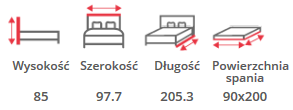 Wysokość Szerokość Długość Powierzchnia
spania
85 97.7 205.3 90x200